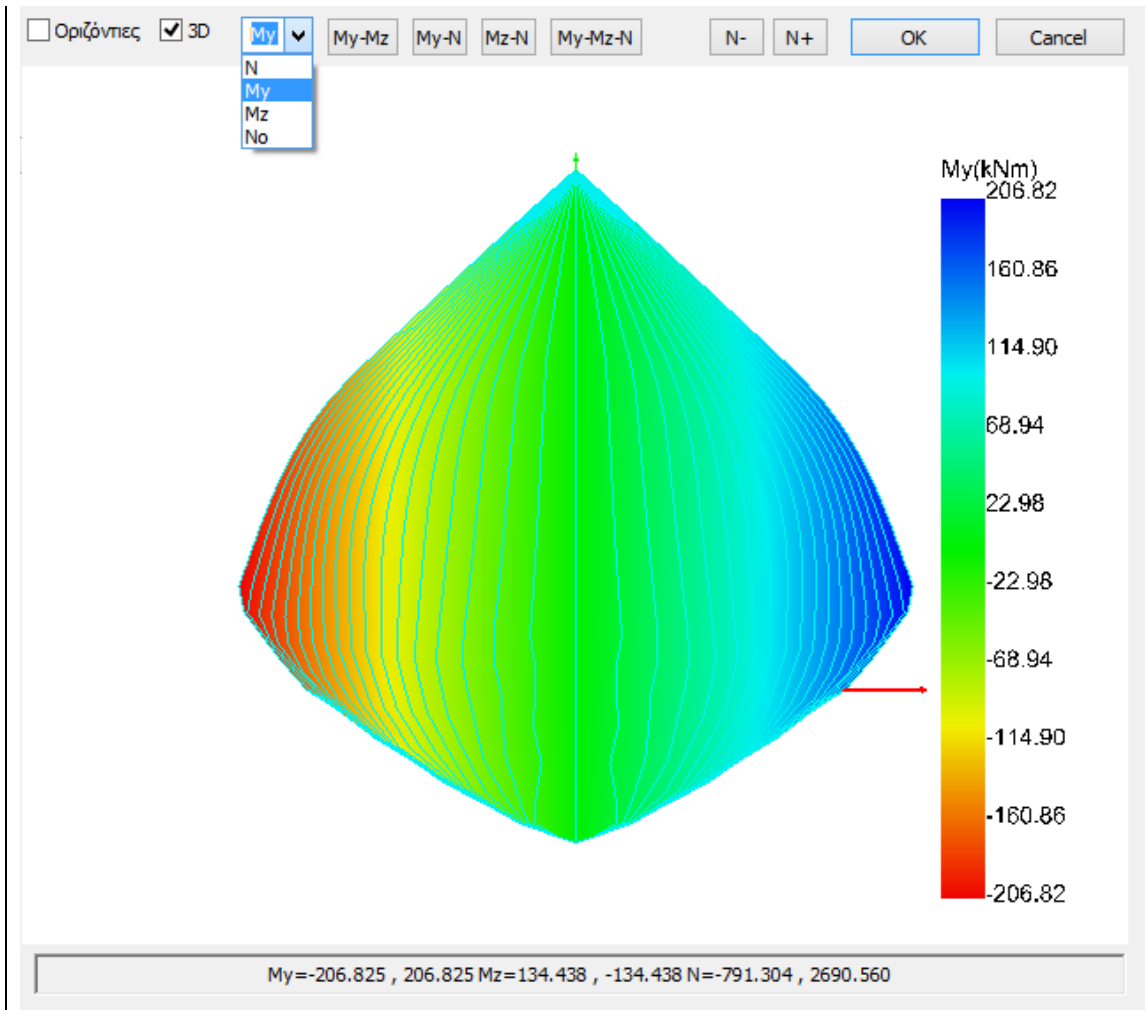 Οριζόντιες 3D My My-Mz My-N Mz-N My-Mz-N N- N+ OK Cancel
N
My
Mz
No
My(kNm)
206.82
160.86
114.90
68.94
22.98
-22.98
-68.94
-114.90
-160.86
-206.82
My=-206.825 , 206.825 Mz=134.438 , -134.438 N=-791.304 , 2690.560